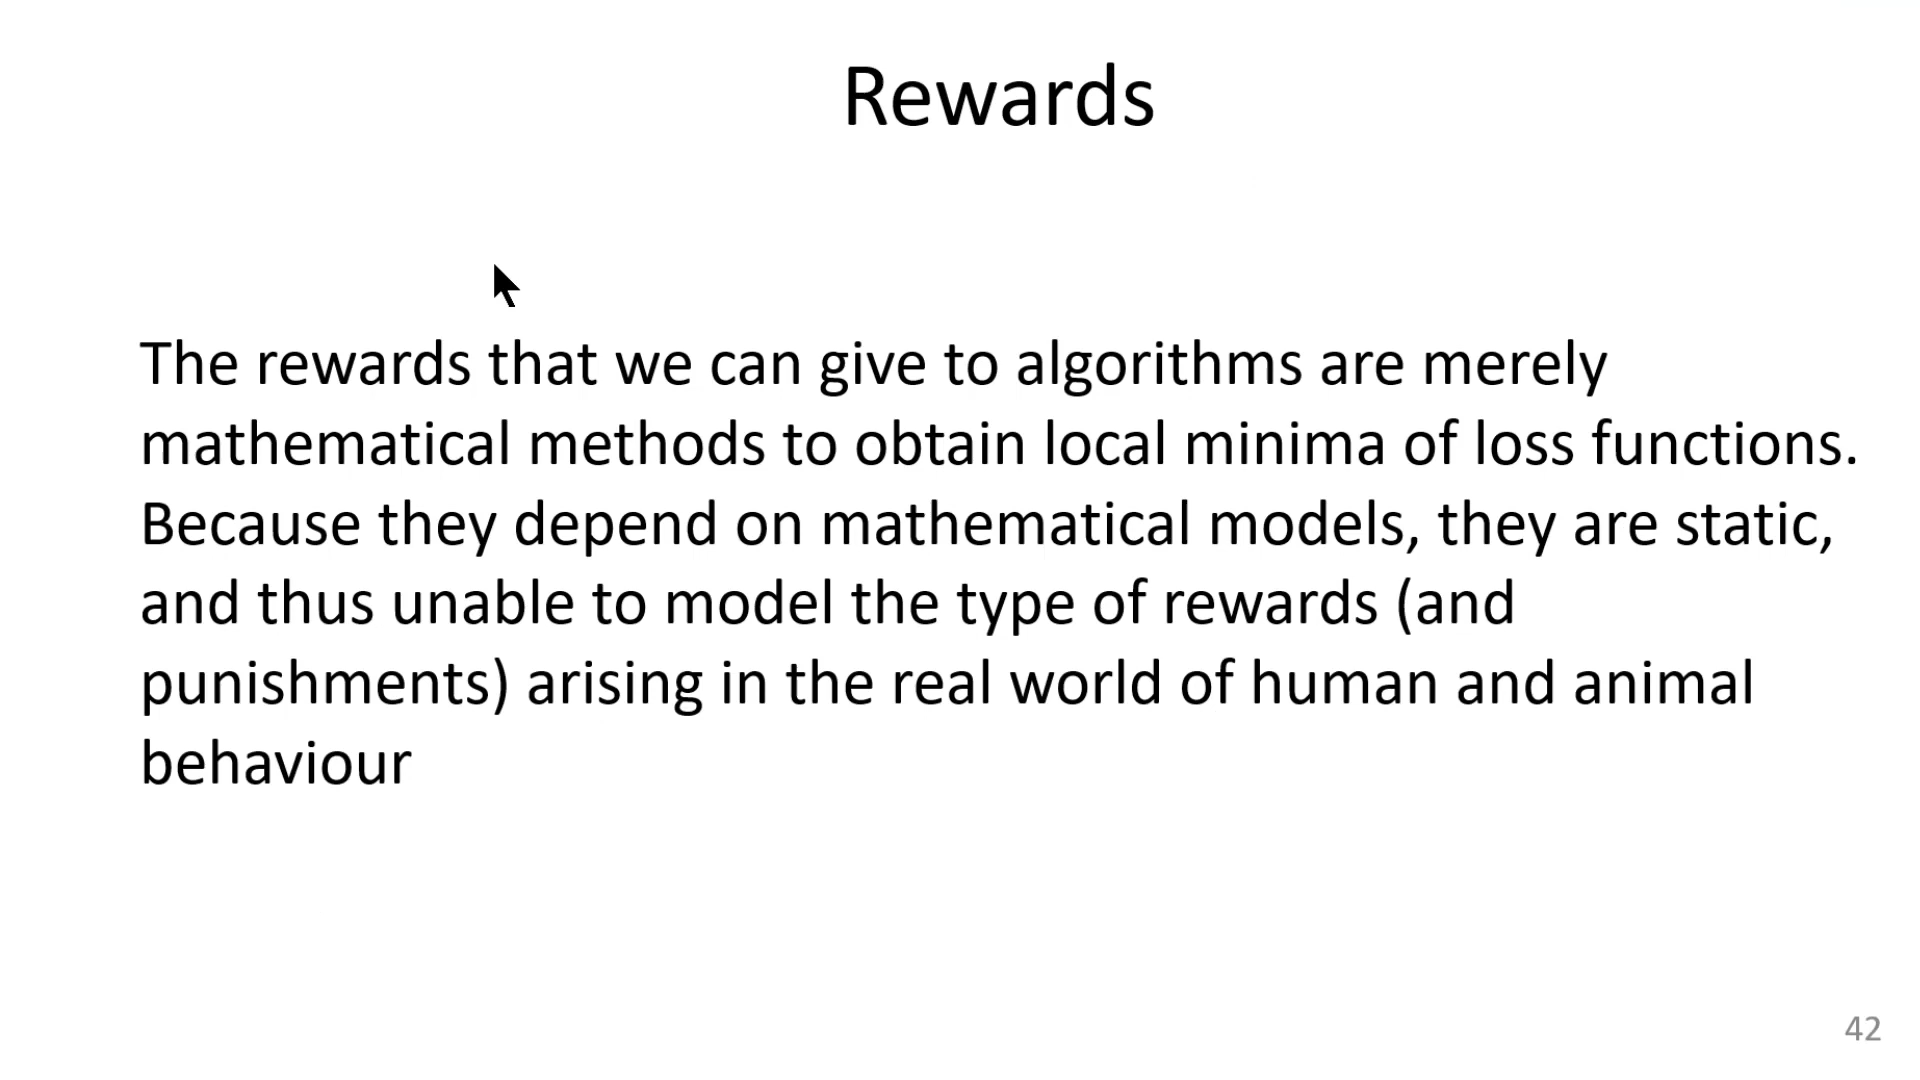 Rewards
The rewards that we can give to algorithms are merely
mathematical methods to obtain local minima of loss functions.
Because they depend on mathematical models, they are static,
and thus unable to model the type of rewards (and
punishments) arising in the real world of human and animal
behaviour
42